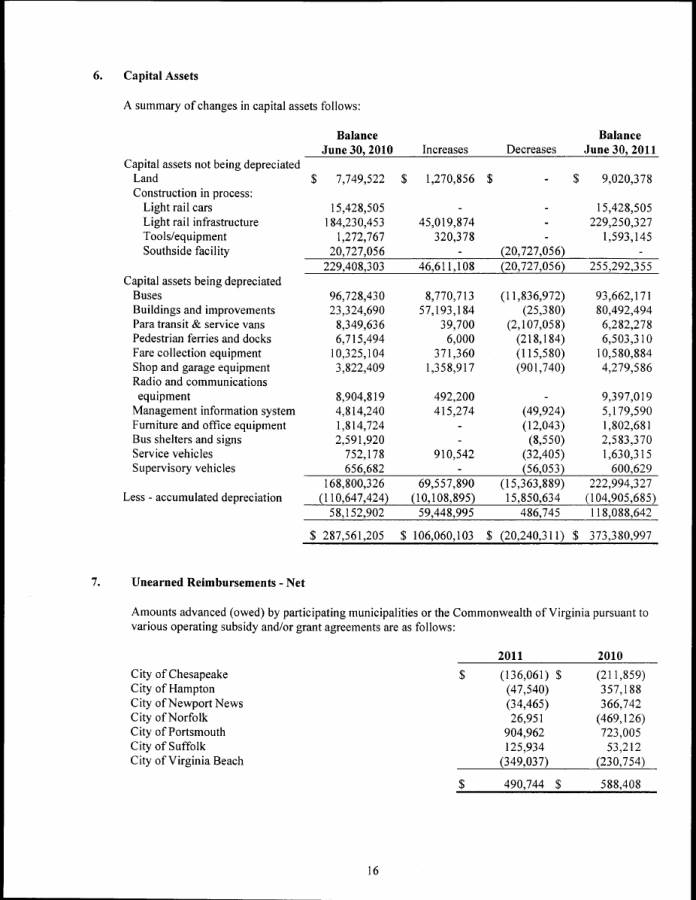 6. Capital Assets
A summary of changes in capital assets follows:
Balance Balance
June 30, 2010 Increases Decreases June 30, 2011
Capital assets not being depreciated
Land $ 7,749,522 $ 1,270,856 $ - $ 9,020,378
Construction in process:
Light rail cars 15,428,505 - - 15,428,505
Light rail infrastructure 184,230,453 45,019,874 - 229,250,327
Tools/equipment 1,272,767 320,378 - 1,593,145
Southside facility 20,727,056 - (20,727,056) -
229,408,303 46,611,108 (20,727,056) 255,292,355
Capital assets being depreciated
Buses 96,728,430 8,770,713 (11,836,972) 93,662,171
Buildings and improvements 23,324,690 57,193,184 (25,380) 80,492,494
Para transit & service vans 8,349,636 39,700 (2,107,058) 6,282,278
Pedestrian ferries and docks 6,715,494 6,000 (218,184) 6,503,310
Fare collection equipment 10,325,104 371,360 (115,580) 10,580,884
Shop and garage equipment 3,822,409 1,358,917 (901,740) 4,279,586
Radio and communications
equipment 8,904,819 492,200 - 9,397,019
Management information system 4,814,240 415,274 (49,924) 5,179,590
Furniture and office equipment 1,814,724 - (12,043) 1,802,681
Bus shelters and signs 2,591,920 - (8,550) 2,583,370
Service vehicles 752,178 910,542 (32,405) 1,630,315
Supervisory vehicles 656,682 - (56,053) 600,629
168,800,326 69,557,890 (15,363,889) 222,994,327
Less - accumulated depreciation (110,647,424) (10,108,895) 15,850,634 (104,905,685)
58,152,902 59,448,995 486,745 118,088,642
$ 287,561,205 $ 106,060,103 $ (20,240,311) $ 373,380,997
7. Unearned Reimbursements - Net
Amounts advanced (owed) by participating municipalities or the Commonwealth of Virginia pursuant to
various operating subsidy and/or grant agreements are as follows:
2011 2010
City of Chesapeake $ (136,061) $ (211,859)
City of Hampton (47,540) 357,188
City of Newport News (34,465) 366,742
City of Norfolk 26,951 (469,126)
City of Portsmouth 904,962 723,005
City of Suffolk 125,934 53,212
City of Virginia Beach (349,037) (230,754)
$ 490,744 $ 588,408
16